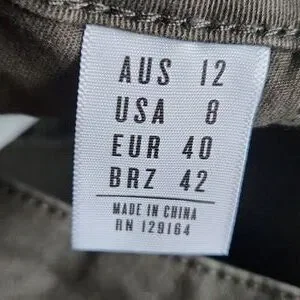 AUS 12
USA 8
EUR 40
BRZ 42
MADE IN CHINA
RN 129164